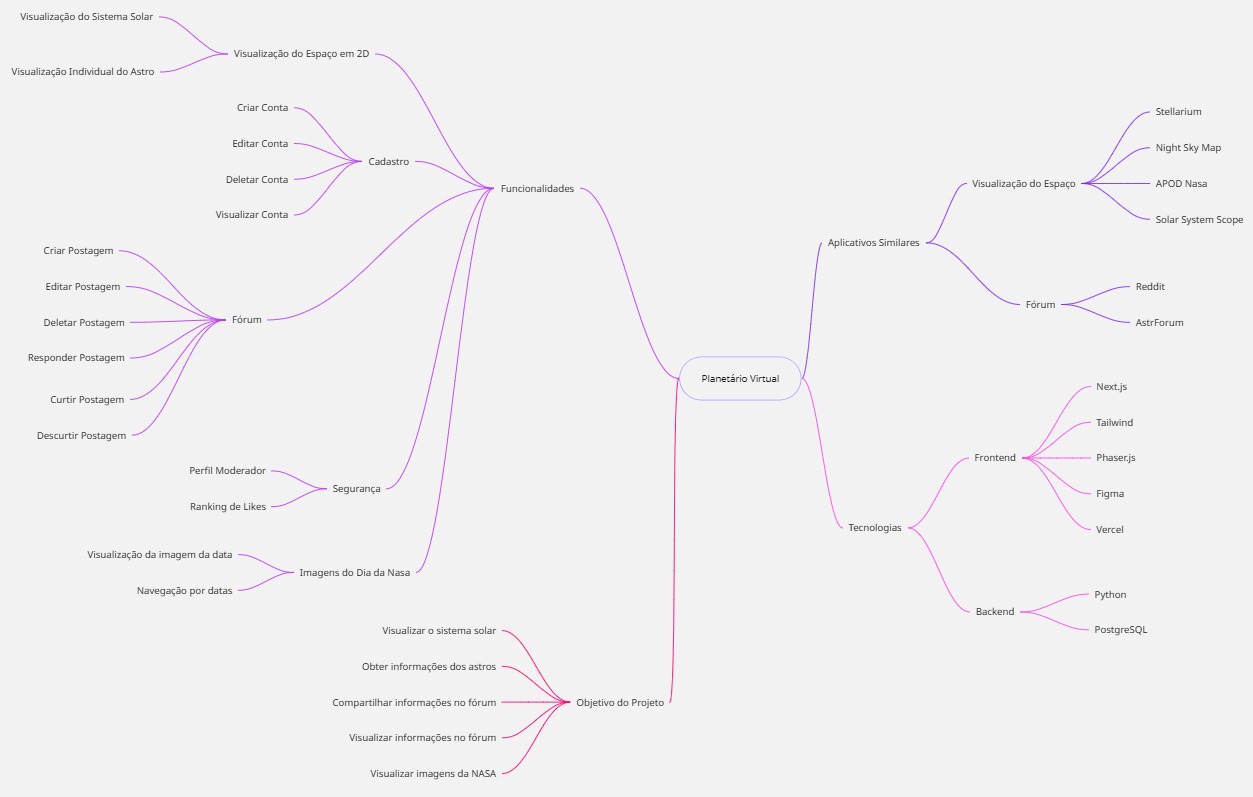 Planetário Virtual
Funcionalidades
Visualização do Espaço em 2D
Visualização do Sistema Solar
Visualização Individual do Astro
Cadastro
Criar Conta
Editar Conta
Deletar Conta
Visualizar Conta
Fórum
Criar Postagem
Editar Postagem
Deletar Postagem
Responder Postagem
Curtir Postagem
Descurtir Postagem
Segurança
Perfil Moderador
Ranking de Likes
Imagens do Dia da Nasa
Visualização da imagem da data
Navegação por datas
Objetivo do Projeto
Visualizar o sistema solar
Obter informações dos astros
Compartilhar informações no fórum
Visualizar informações no fórum
Visualizar imagens da NASA
Aplicativos Similares
Visualização do Espaço
Stellarium
Night Sky Map
APOD Nasa
Solar System Scope
Fórum
Reddit
AstrForum
Tecnologias
Frontend
Next.js
Tailwind
Phaser.js
Figma
Vercel
Backend
Python
PostgreSQL